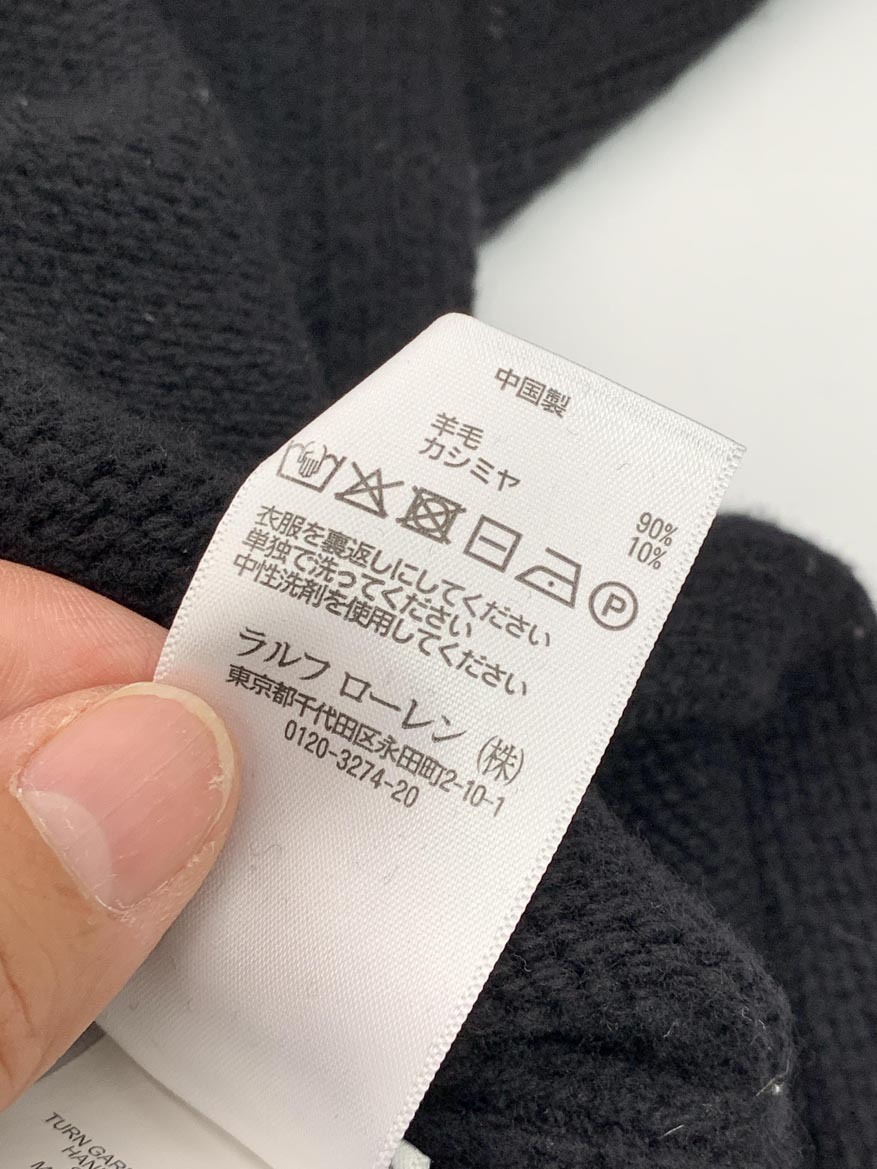 中国製
羊毛 90%
カシミヤ 10%
P
衣服を裏返しにしてください
単独で洗ってください
中性洗剤を使用してください
ラルフ ローレン (株)
東京都千代田区永田町2-10-1
0120-3274-20
TURN GAR
HAN